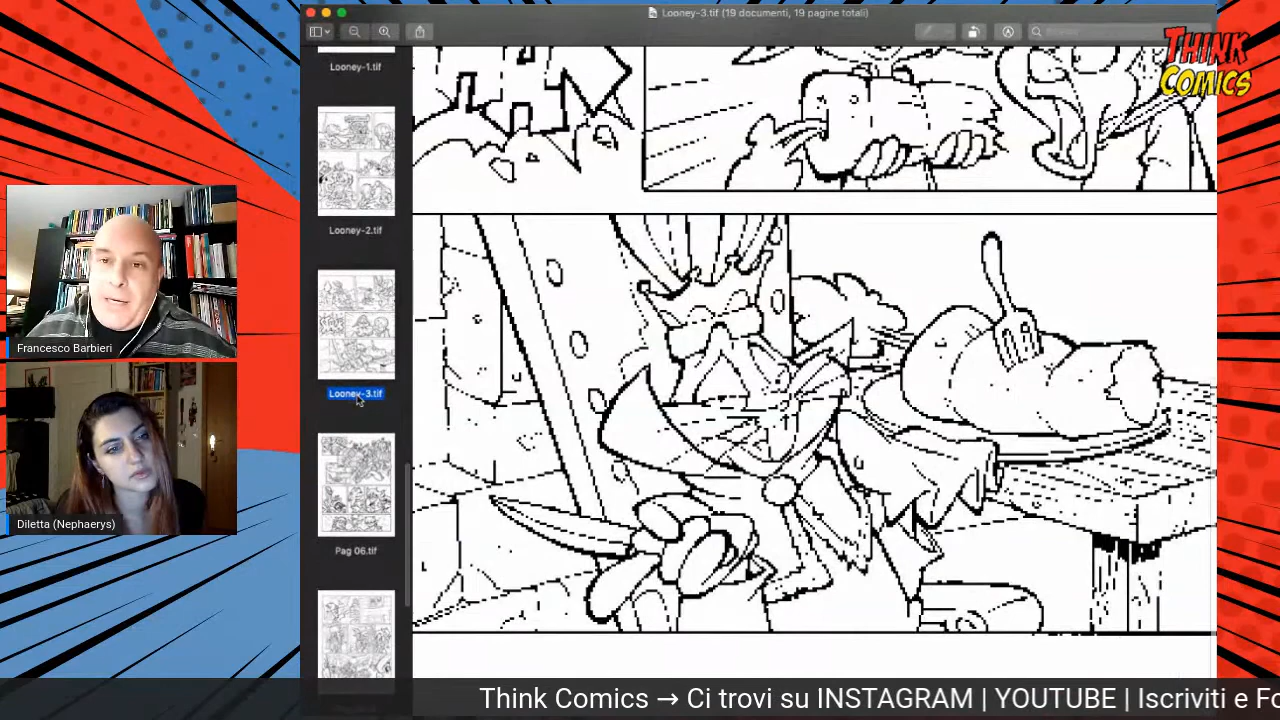 Looney-3.tif (19 documenti, 19 pagine totali)
THINK
COMICS
Looney-1.tif
Looney-2.tif
Looney-3.tif
Pag 06.tif
Francesco Barbieri
Diletta (Nephaerys)
Think Comics → Ci trovi su INSTAGRAM | YOUTUBE | Iscriviti e Fo